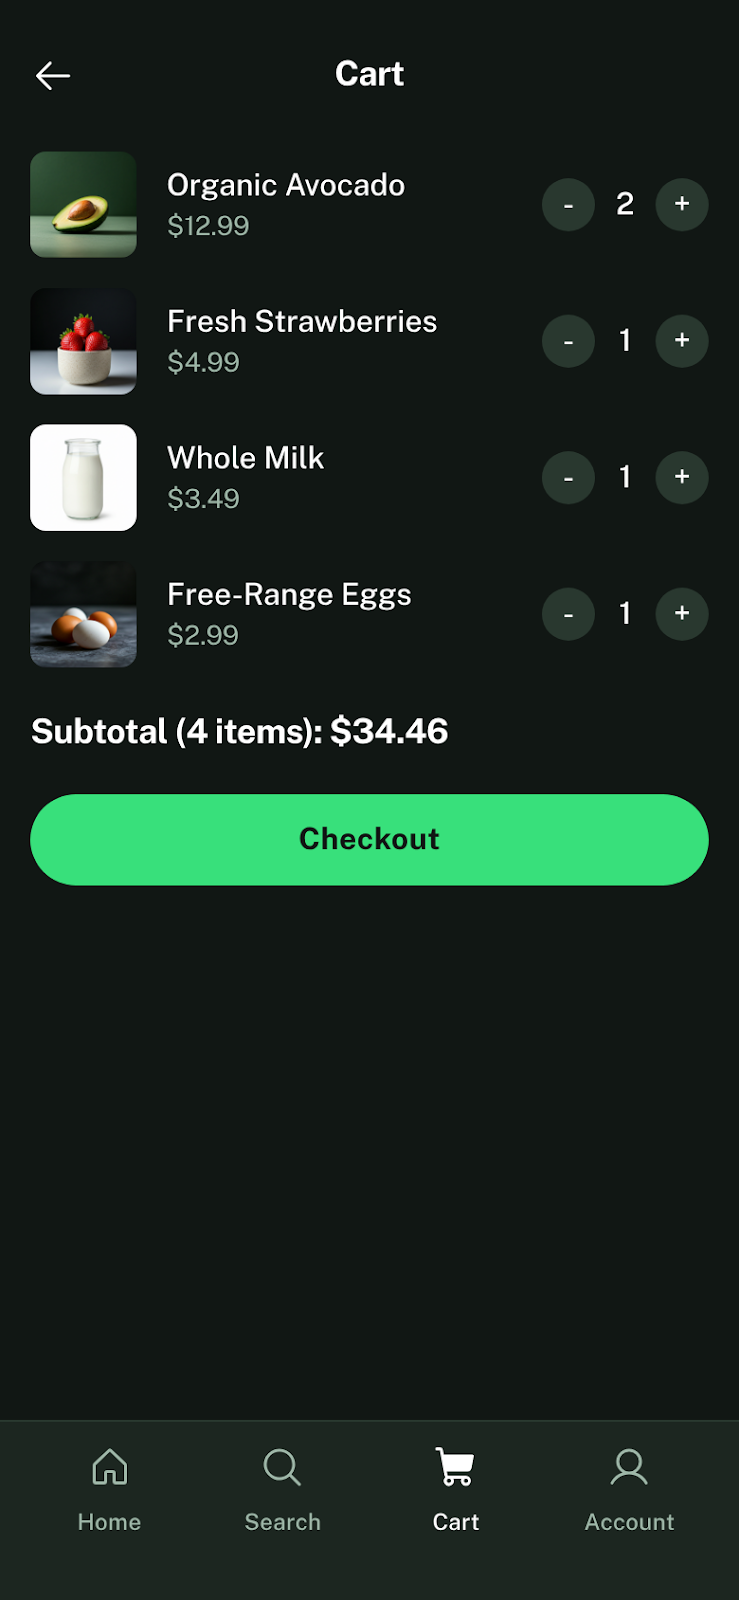 Cart
Organic Avocado
$12.99
- 2 +
Fresh Strawberries
$4.99
- 1 +
Whole Milk
$3.49
- 1 +
Free-Range Eggs
$2.99
- 1 +
Subtotal (4 items): $34.46
Checkout
Home Search Cart Account